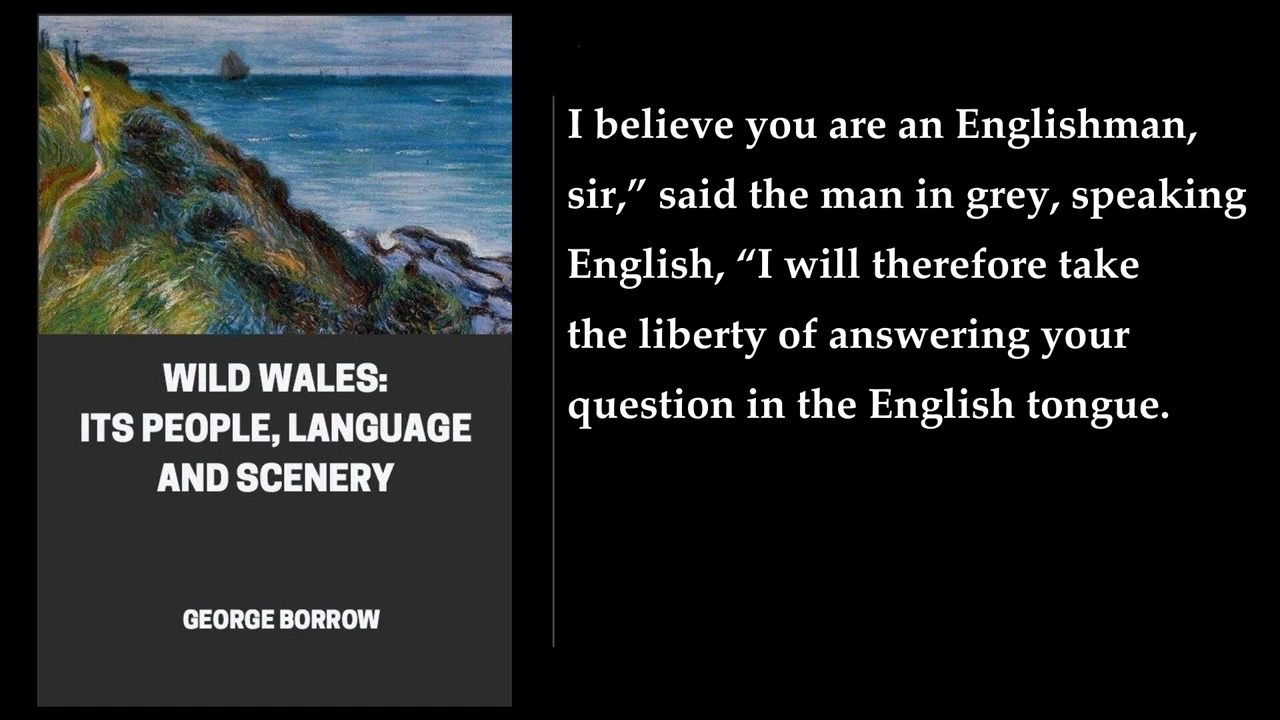 WILD WALES:
ITS PEOPLE, LANGUAGE
AND SCENERY
GEORGE BORROW
I believe you are an Englishman,
sir,” said the man in grey, speaking
English, “I will therefore take
the liberty of answering your
question in the English tongue.